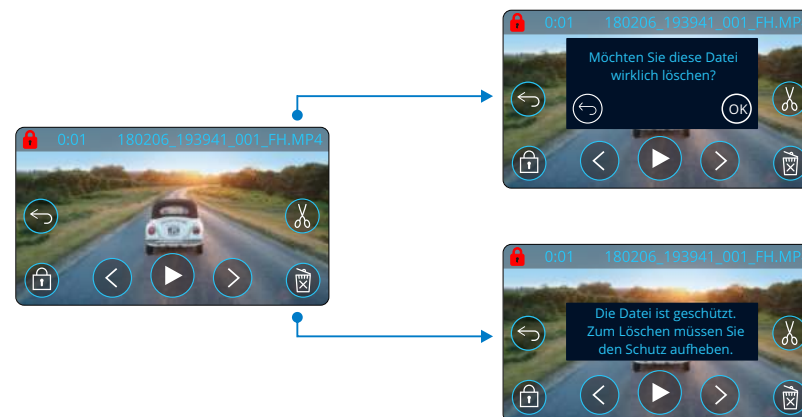 0:01 180206_193941_001_FH.MP
Möchten Sie diese Datei
wirklich löschen?
OK
0:01 180206_193941_001_FH.MP4
0:01 180206_193941_001_FH.MP
Die Datei ist geschützt.
Zum Löschen müssen Sie
den Schutz aufheben.